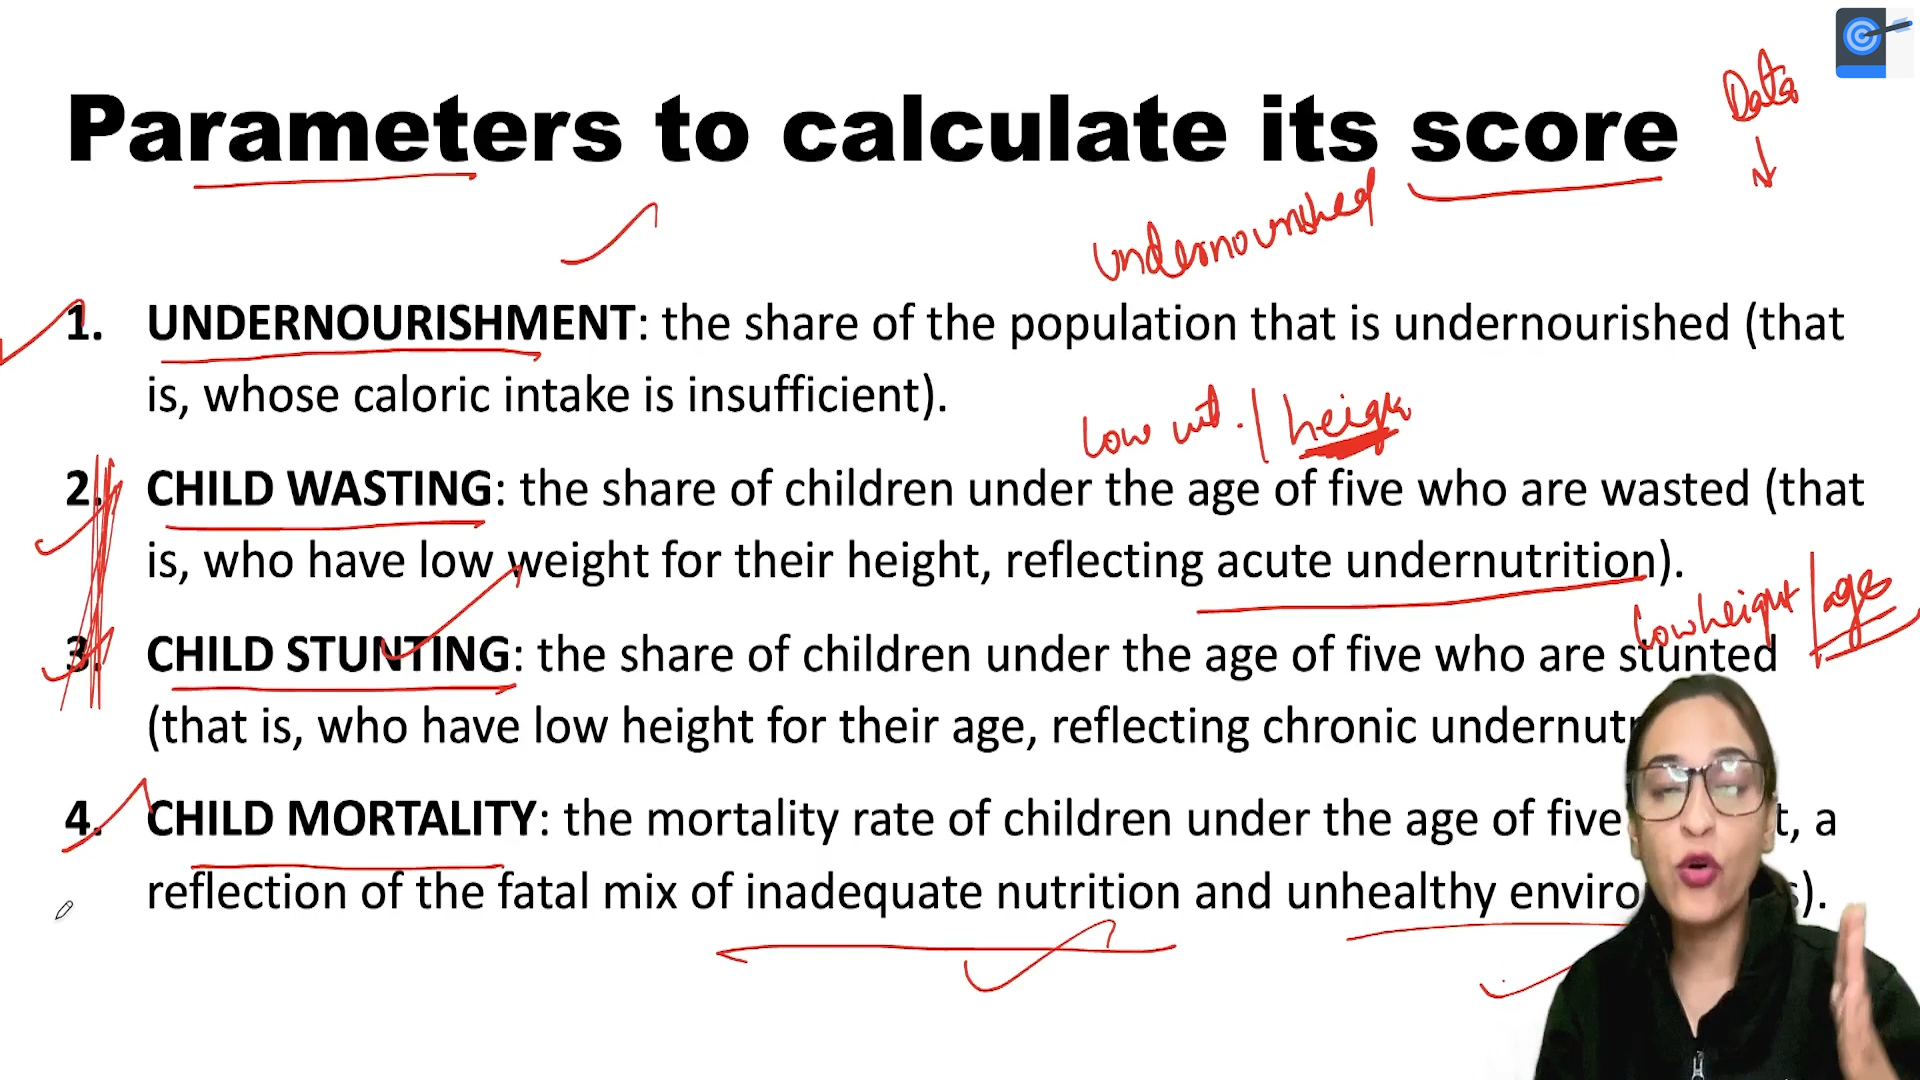 Parameters to calculate its score
Data
undernourished
1. UNDERNOURISHMENT: the share of the population that is undernourished (that
is, whose caloric intake is insufficient).
low wt. / heigh
2. CHILD WASTING: the share of children under the age of five who are wasted (that
is, who have low weight for their height, reflecting acute undernutrition).
low height / age
3. CHILD STUNTING: the share of children under the age of five who are stunted
(that is, who have low height for their age, reflecting chronic
4. CHILD MORTALITY: the mortality rate of children under the age of five a
reflection of the fatal mix of inadequate nutrition and unhealthy